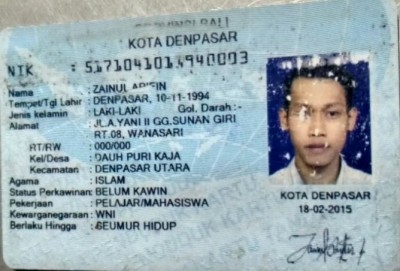 PROVINSI BALI
KOTA DENPASAR
NIK :
Nama : ZAINUL ARIFIN
Tempat/Tgl Lahir : DENPASAR, 10-11-1994
Jenis kelamin : LAKI-LAKI Gol. Darah:-
Alamat : JL.A.YANI II GG.SUNAN GIRI
RT.08, WANASARI
RT/RW : 000/000
Kel/Desa : DAUH PURI KAJA
Kecamatan : DENPASAR UTARA
Agama : ISLAM
Status Perkawinan: BELUM KAWIN
Pekerjaan : PELAJAR/MAHASISWA
Kewarganegaraan : WNI
Berlaku Hingga : SEUMUR HIDUP
KOTA DENPASAR
18-02-2015